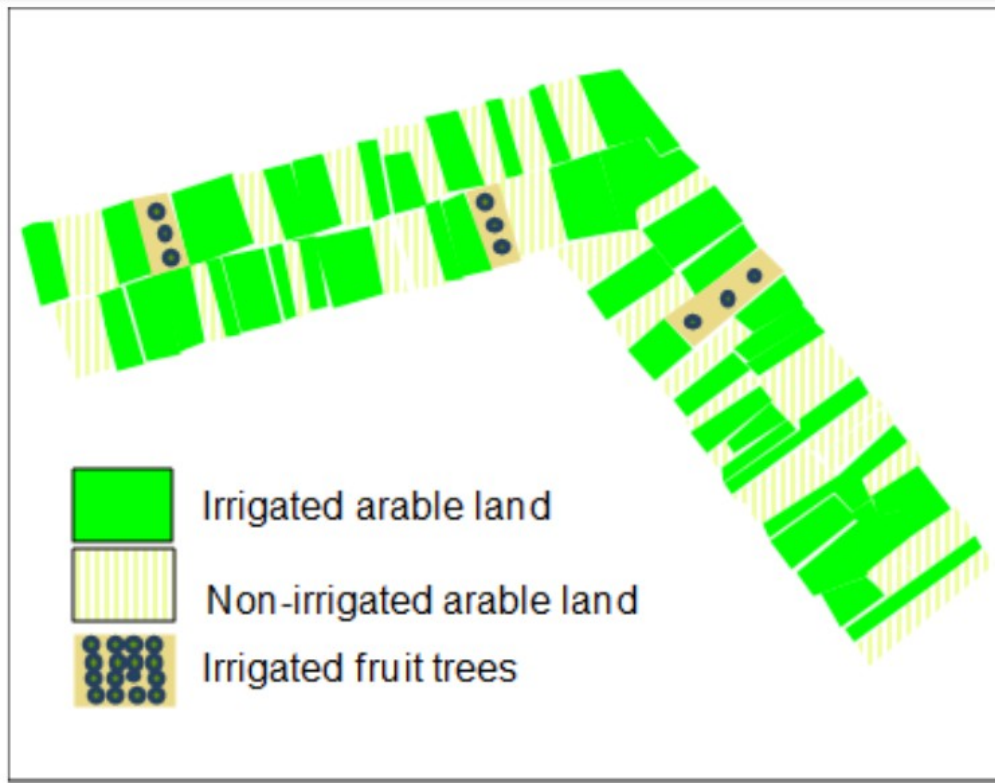 Irrigated arable land
Non-irrigated arable land
Irrigated fruit trees